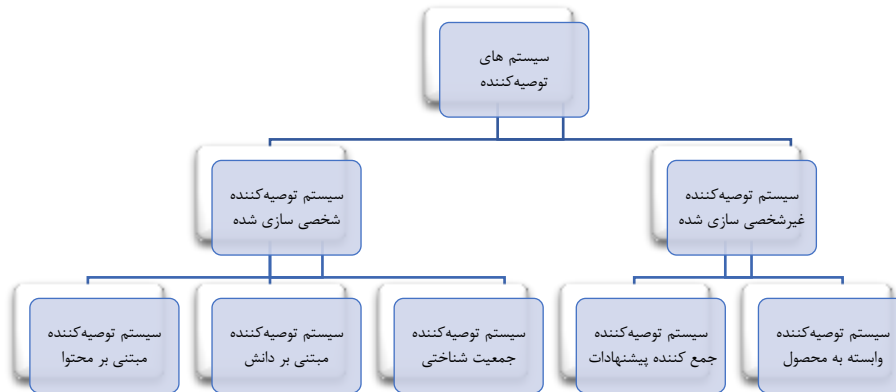 سیستم های
توصیه‌کننده
سیستم توصیه‌کننده
غیرشخصی سازی شده
سیستم توصیه‌کننده
شخصی سازی شده
سیستم توصیه‌کننده
وابسته به محصول
سیستم توصیه‌کننده
جمع کننده پیشنهادات
سیستم توصیه‌کننده
جمعیت شناختی
سیستم توصیه‌کننده
مبتنی بر دانش
سیستم توصیه‌کننده
مبتنی بر محتوا